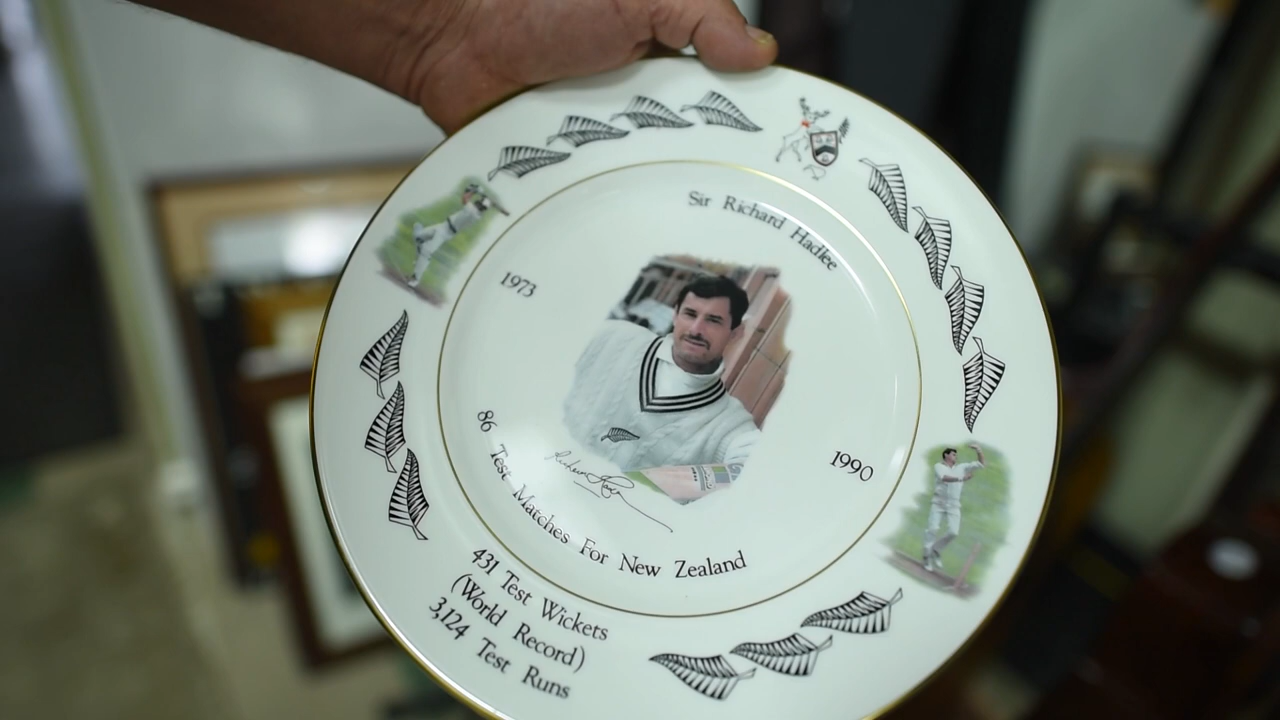 Sir Richard Hadlee
1973
1990
86 Test Matches For New Zealand
431 Test Wickets
(World Record)
3,124 Test Runs